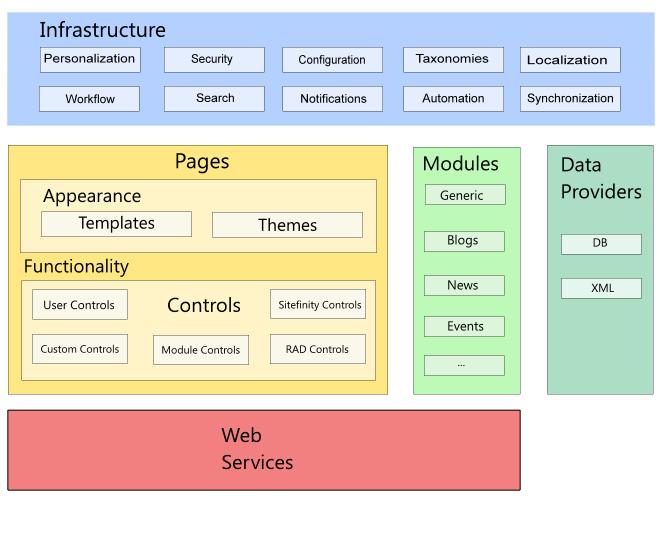 Infrastructure
Personalization
Security
Configuration
Taxonomies
Localization
Workflow
Search
Notifications
Automation
Synchronization
Pages
Appearance
Templates
Themes
Functionality
User Controls
Controls
Sitefinity Controls
Custom Controls
Module Controls
RAD Controls
Modules
Generic
Blogs
News
Events
...
Data
Providers
DB
XML
Web
Services